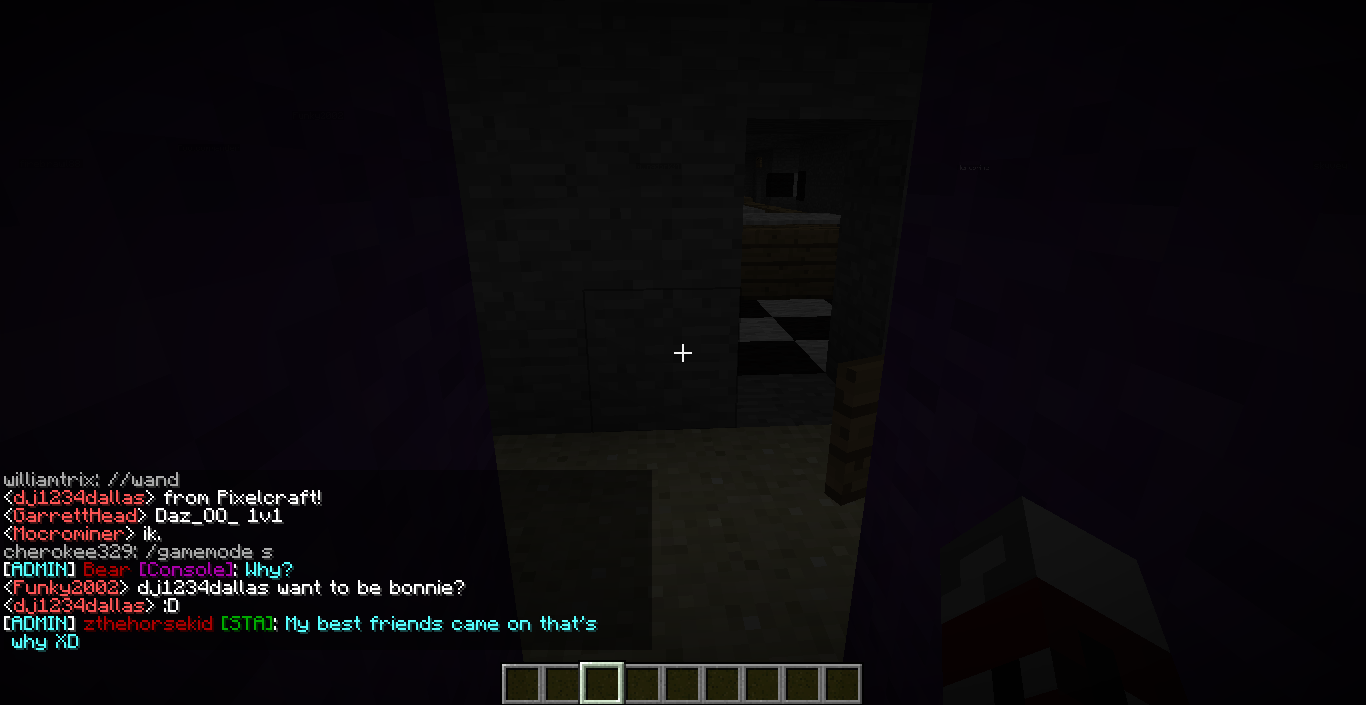 williamtrix: //wand
<dj1234dallas> from Pixelcraft!
<GarrettHead> Daz_OO_ 1v1
<Mocrominer> ik.
cherokee329: /gamemode s
[ADMIN] Bear [Console]: Why?
<Funky2002> dj1234dallas want to be bonnie?
<dj1234dallas> :D
[ADMIN] zthehorsekid [STA]: My best friends came on that's
why XD